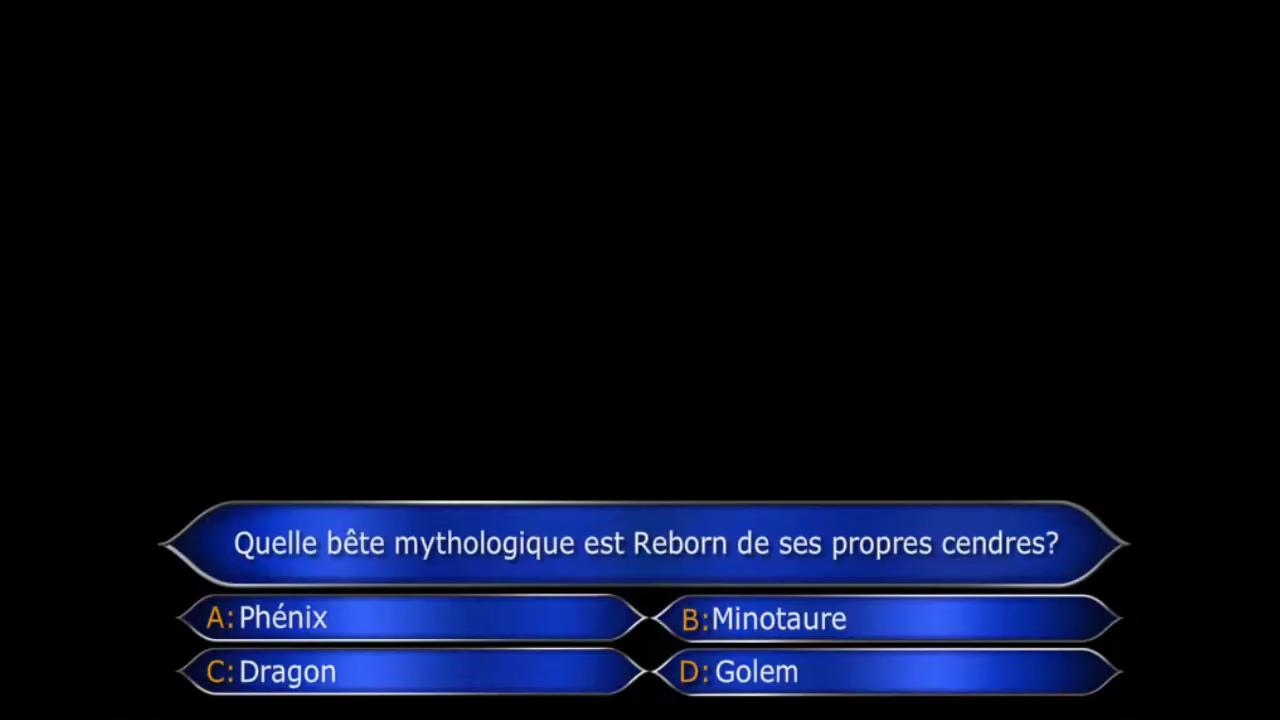 Quelle bête mythologique est Reborn de ses propres cendres?
A: Phénix
B: Minotaure
C: Dragon
D: Golem